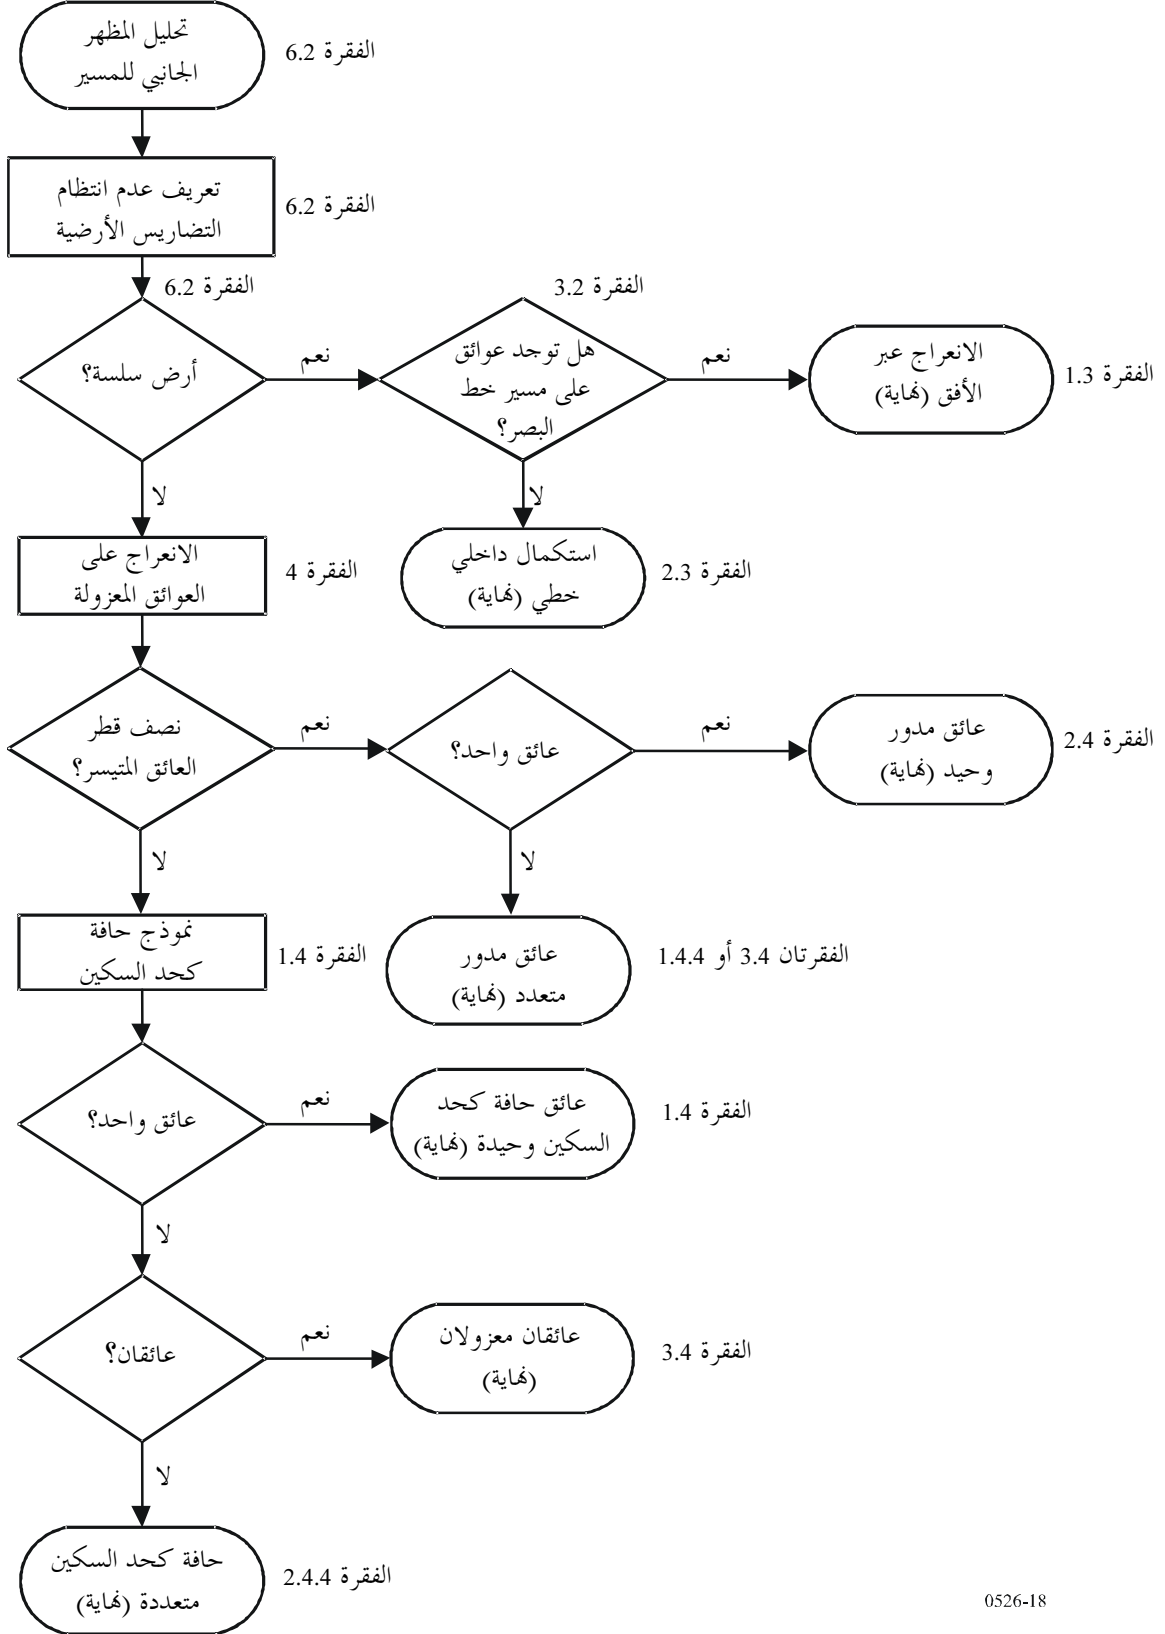 تحليل المظهر
الجانبي للمسير
الفقرة 6.2
تعريف عدم انتظام
التضاريس الأرضية
الفقرة 6.2
الفقرة 6.2
أرض سلسة؟
نعم
الفقرة 3.2
هل توجد عوائق
على مسير خط
البصر؟
نعم
الانعراج عبر
الأفق (نهاية)
الفقرة 1.3
لا
لا
الانعراج على
العوائق المعزولة
الفقرة 4
استكمال داخلي
خطي (نهاية)
الفقرة 2.3
نصف قطر
العائق المتيسر؟
نعم
عائق واحد؟
نعم
عائق مدور
وحيد (نهاية)
الفقرة 2.4
لا
لا
نموذج حافة
كحد السكين
الفقرة 1.4
عائق مدور
متعدد (نهاية)
الفقرتان 3.4 أو 1.4.4
عائق واحد؟
نعم
عائق حافة كحد
السكين وحيدة (نهاية)
الفقرة 1.4
لا
عائقان؟
نعم
عائقان معزولان
(نهاية)
الفقرة 3.4
لا
حافة كحد السكين
متعددة (نهاية)
الفقرة 2.4.4
0526-18